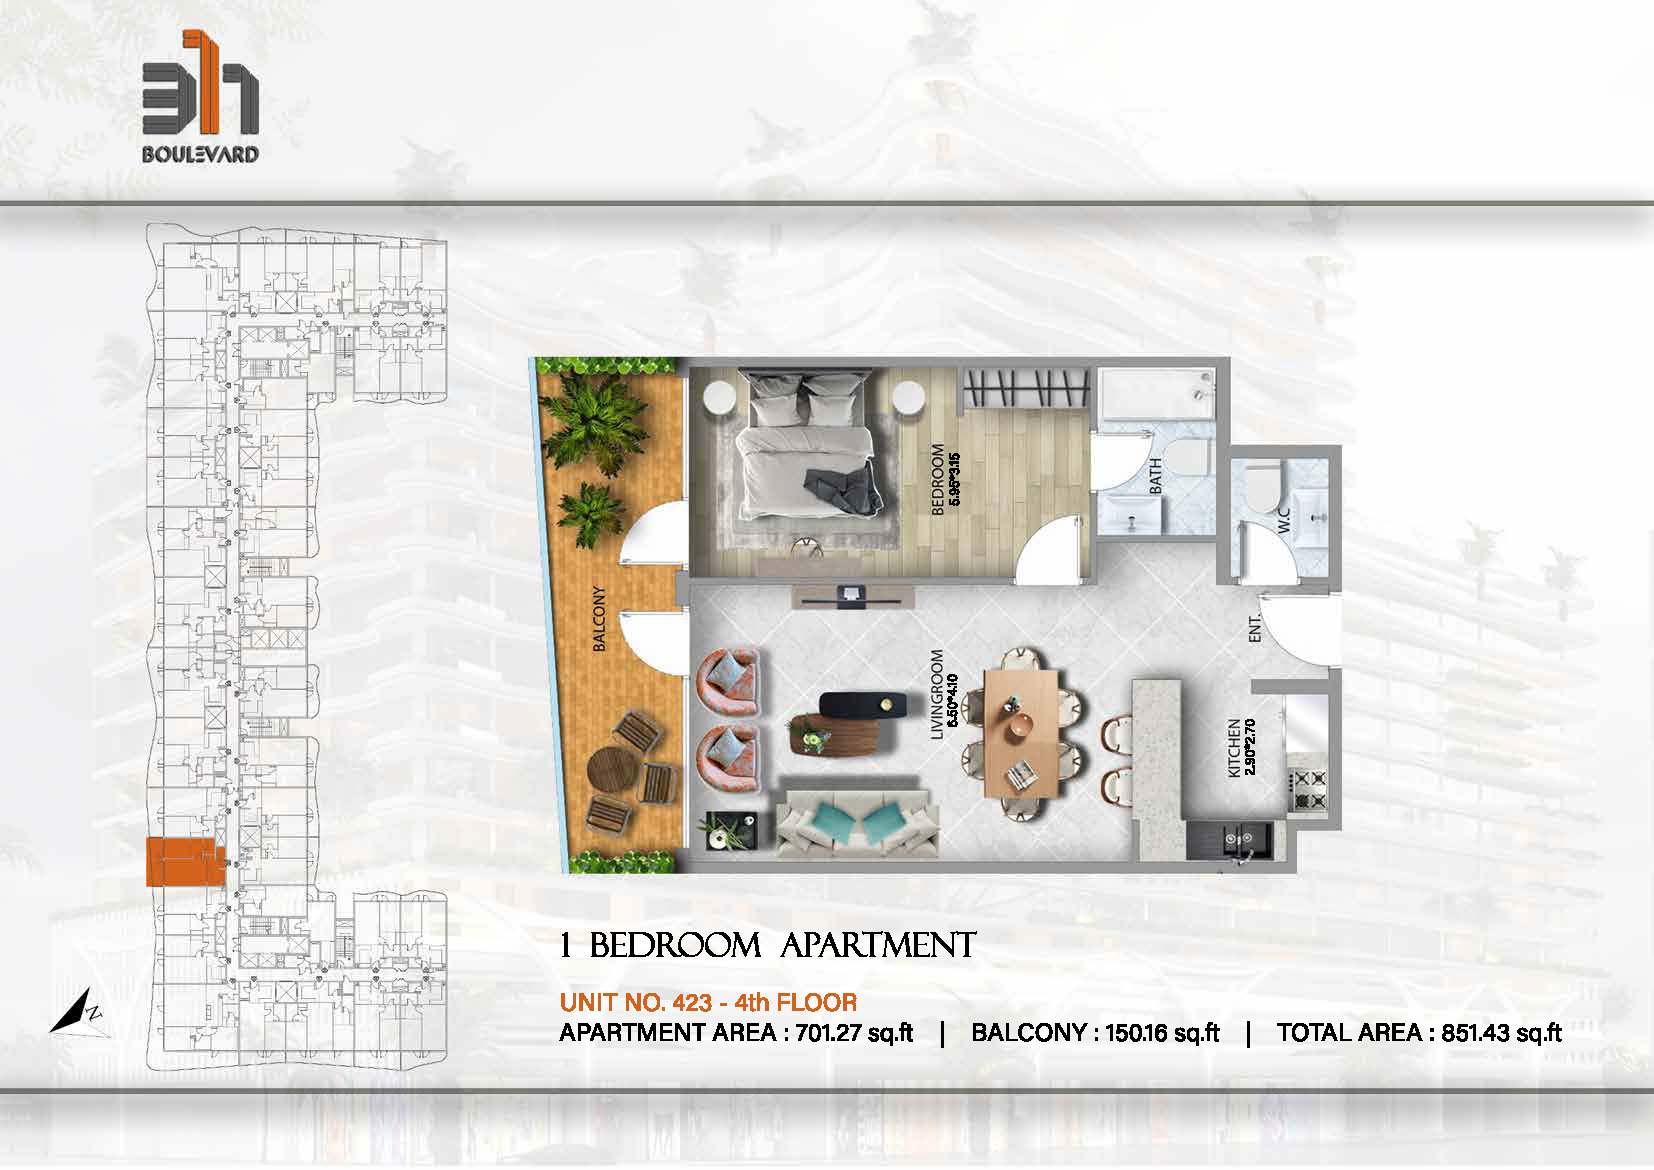 311
BOULEVARD
BEDROOM
5.95*3.15
BATH
W.C
BALCONY
LIVINGROOM
6.50*4.10
ENT.
KITCHEN
2.90*2.70
N
1 BEDROOM APARTMENT
UNIT NO. 423 - 4th FLOOR
APARTMENT AREA : 701.27 sq.ft | BALCONY : 150.16 sq.ft | TOTAL AREA : 851.43 sq.ft